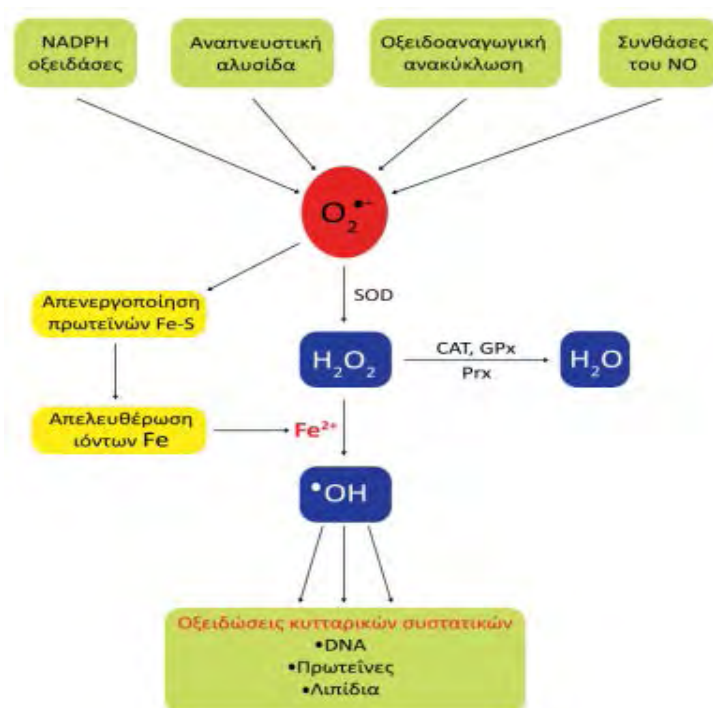 NADPH
οξειδάσες
Αναπνευστική
αλυσίδα
Οξειδοαναγωγική
ανακύκλωση
Συνθάσες
του NO
O₂•−
SOD
Απενεργοποίηση
πρωτεϊνών Fe-S
H₂O₂
CAT, GPx
Prx
H₂O
Απελευθέρωση
ιόντων Fe
Fe²⁺
•OH
Οξειδώσεις κυτταρικών συστατικών
•DNA
•Πρωτεΐνες
•Λιπίδια